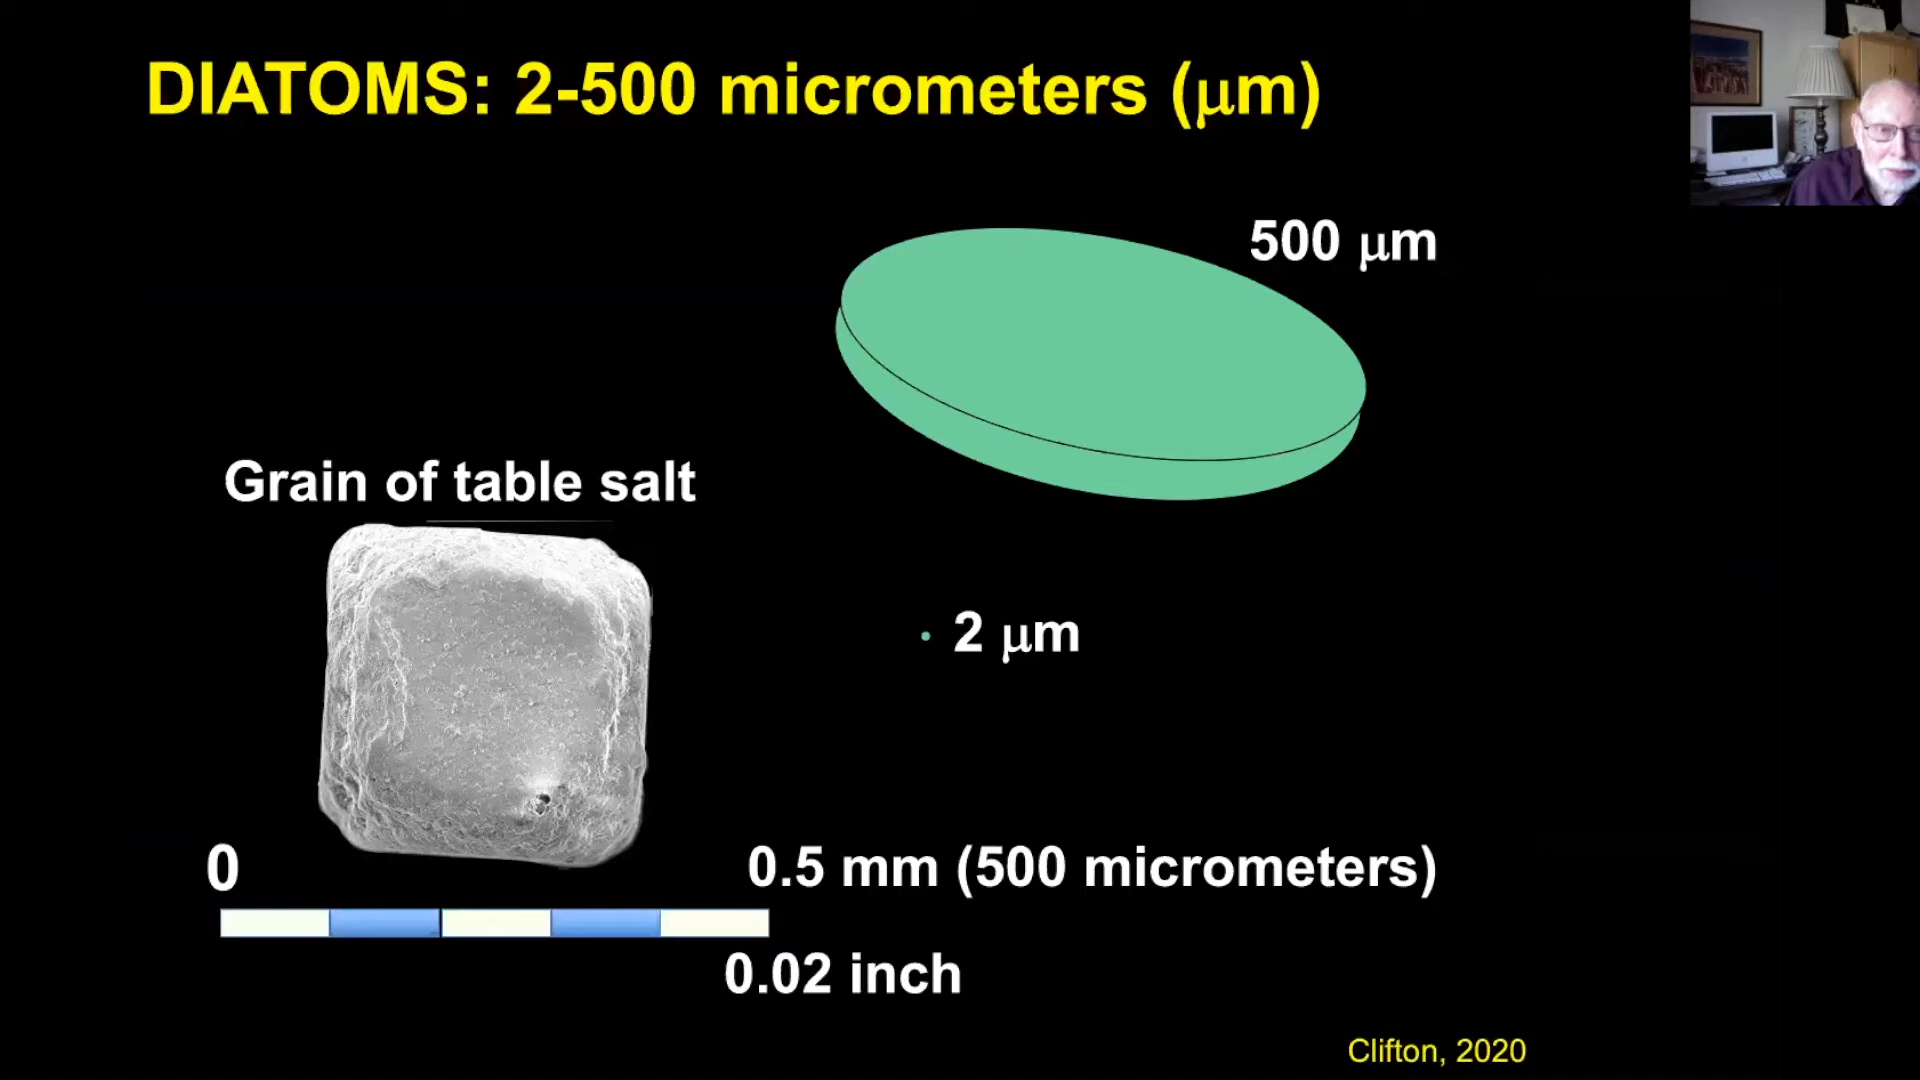 DIATOMS: 2-500 micrometers (μm)
500 μm
Grain of table salt
2 μm
0
0.5 mm (500 micrometers)
0.02 inch
Clifton, 2020